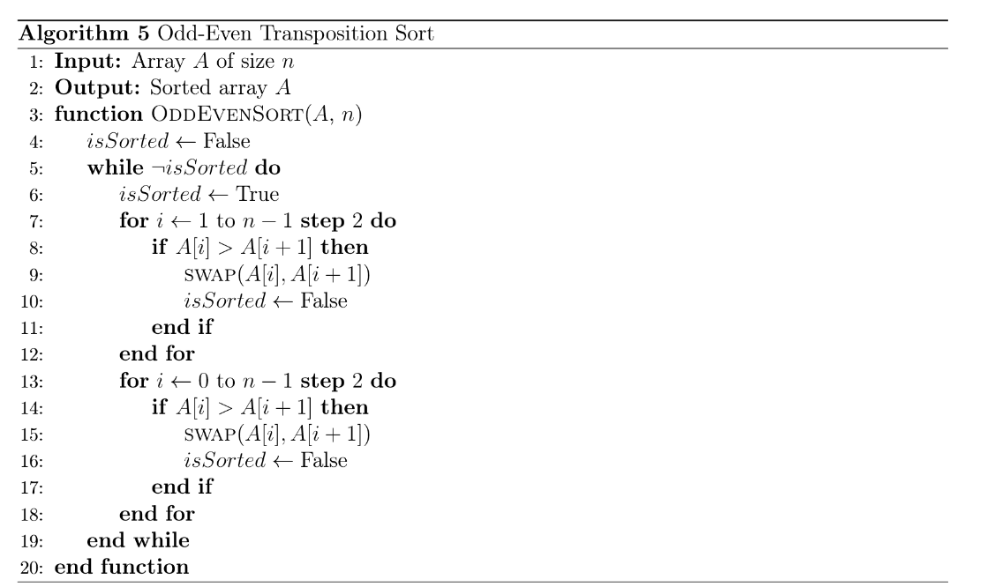 Algorithm 5 Odd-Even Transposition Sort
1: Input: Array A of size n
2: Output: Sorted array A
3: function OddEvenSort(A, n)
4: isSorted ← False
5: while ¬isSorted do
6: isSorted ← True
7: for i ← 1 to n − 1 step 2 do
8: if A[i] > A[i + 1] then
9: swap(A[i], A[i + 1])
10: isSorted ← False
11: end if
12: end for
13: for i ← 0 to n − 1 step 2 do
14: if A[i] > A[i + 1] then
15: swap(A[i], A[i + 1])
16: isSorted ← False
17: end if
18: end for
19: end while
20: end function